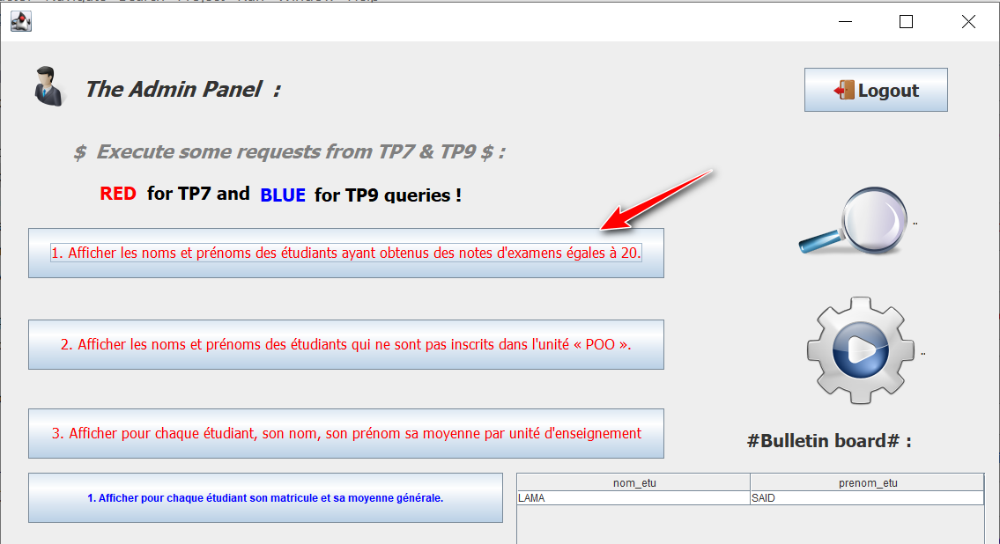 The Admin Panel :
Logout
$ Execute some requests from TP7 & TP9 $ :
RED for TP7 and BLUE for TP9 queries !
..
1. Afficher les noms et prénoms des étudiants ayant obtenus des notes d'examens égales à 20.
2. Afficher les noms et prénoms des étudiants qui ne sont pas inscrits dans l'unité « POO ».
..
3. Afficher pour chaque étudiant, son nom, son prénom sa moyenne par unité d'enseignement
#Bulletin board# :
1. Afficher pour chaque étudiant son matricule et sa moyenne générale.
nom_etu prenom_etu
LAMA SAID